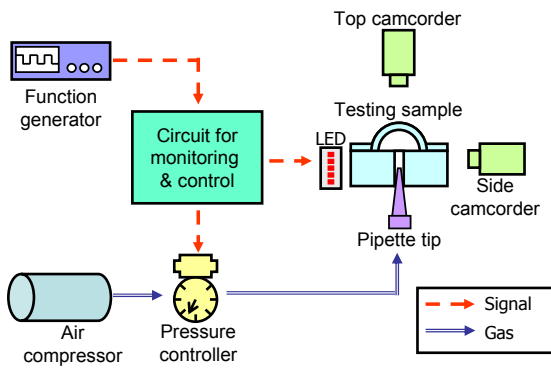 Top camcorder
Function
generator
Testing sample
LED
Circuit for
monitoring
& control
Side
camcorder
Pipette tip
Air
compressor
Pressure
controller
Signal
Gas